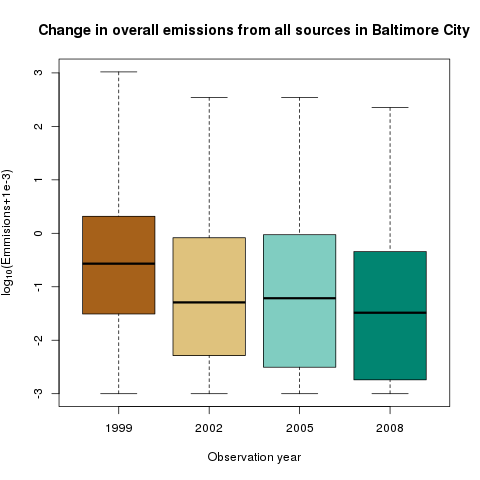 Change in overall emissions from all sources in Baltimore City
log10(Emmisions+1e-3)
3
2
1
0
-1
-2
-3
1999 2002 2005 2008
Observation year